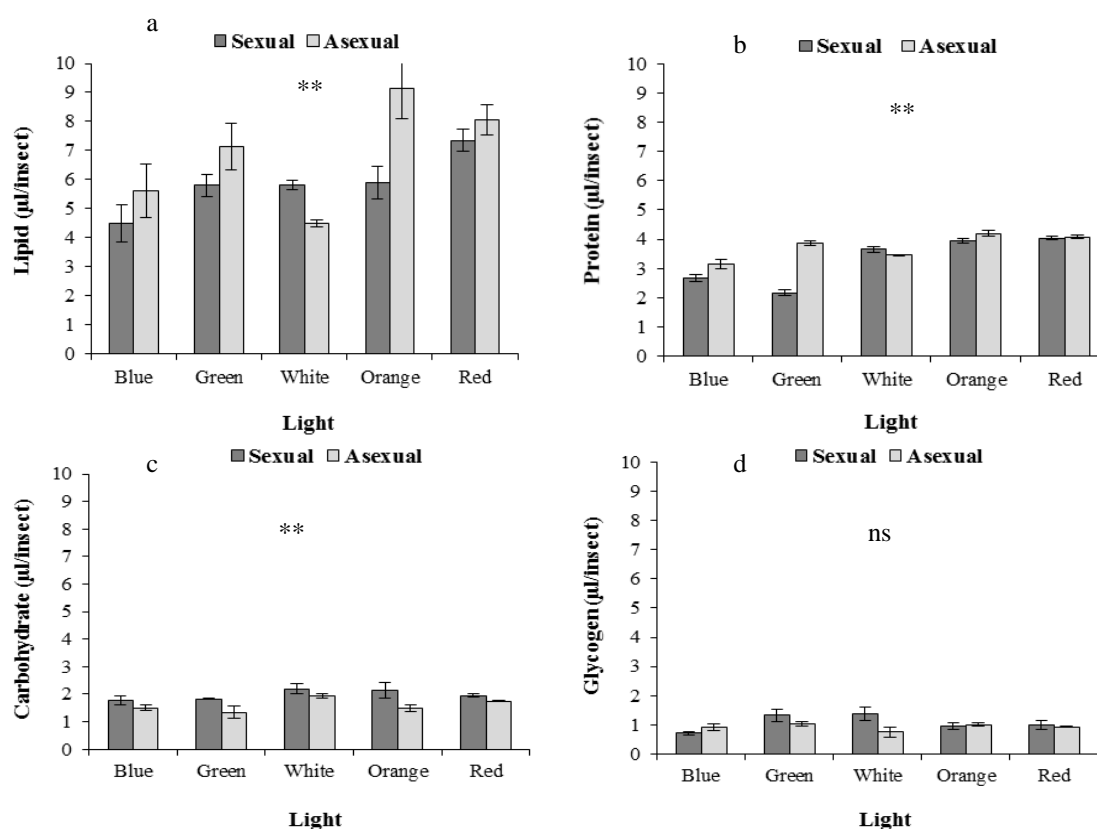 a
Sexual Asexual
**
Lipid (µl/insect)
10
9
8
7
6
5
4
3
2
1
0
Blue Green White Orange Red
Light
b
Sexual Asexual
**
Protein (µl/insect)
10
9
8
7
6
5
4
3
2
1
0
Blue Green White Orange Red
Light
c
Sexual Asexual
**
Carbohydrate (µl/insect)
10
9
8
7
6
5
4
3
2
1
0
Blue Green White Orange Red
Light
d
Sexual Asexual
ns
Glycogen (µl/insect)
10
9
8
7
6
5
4
3
2
1
0
Blue Green White Orange Red
Light